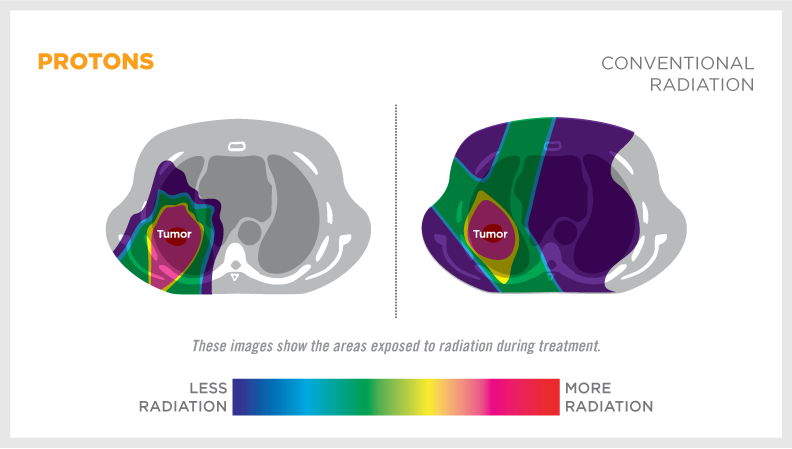 PROTONS
CONVENTIONAL
RADIATION
Tumor
Tumor
These images show the areas exposed to radiation during treatment.
LESS
RADIATION
MORE
RADIATION